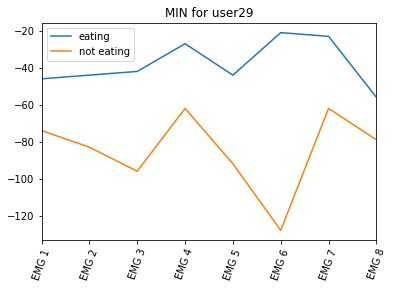 MIN for user29
eating
not eating
−20
−40
−60
−80
−100
−120
EMG 1
EMG 2
EMG 3
EMG 4
EMG 5
EMG 6
EMG 7
EMG 8